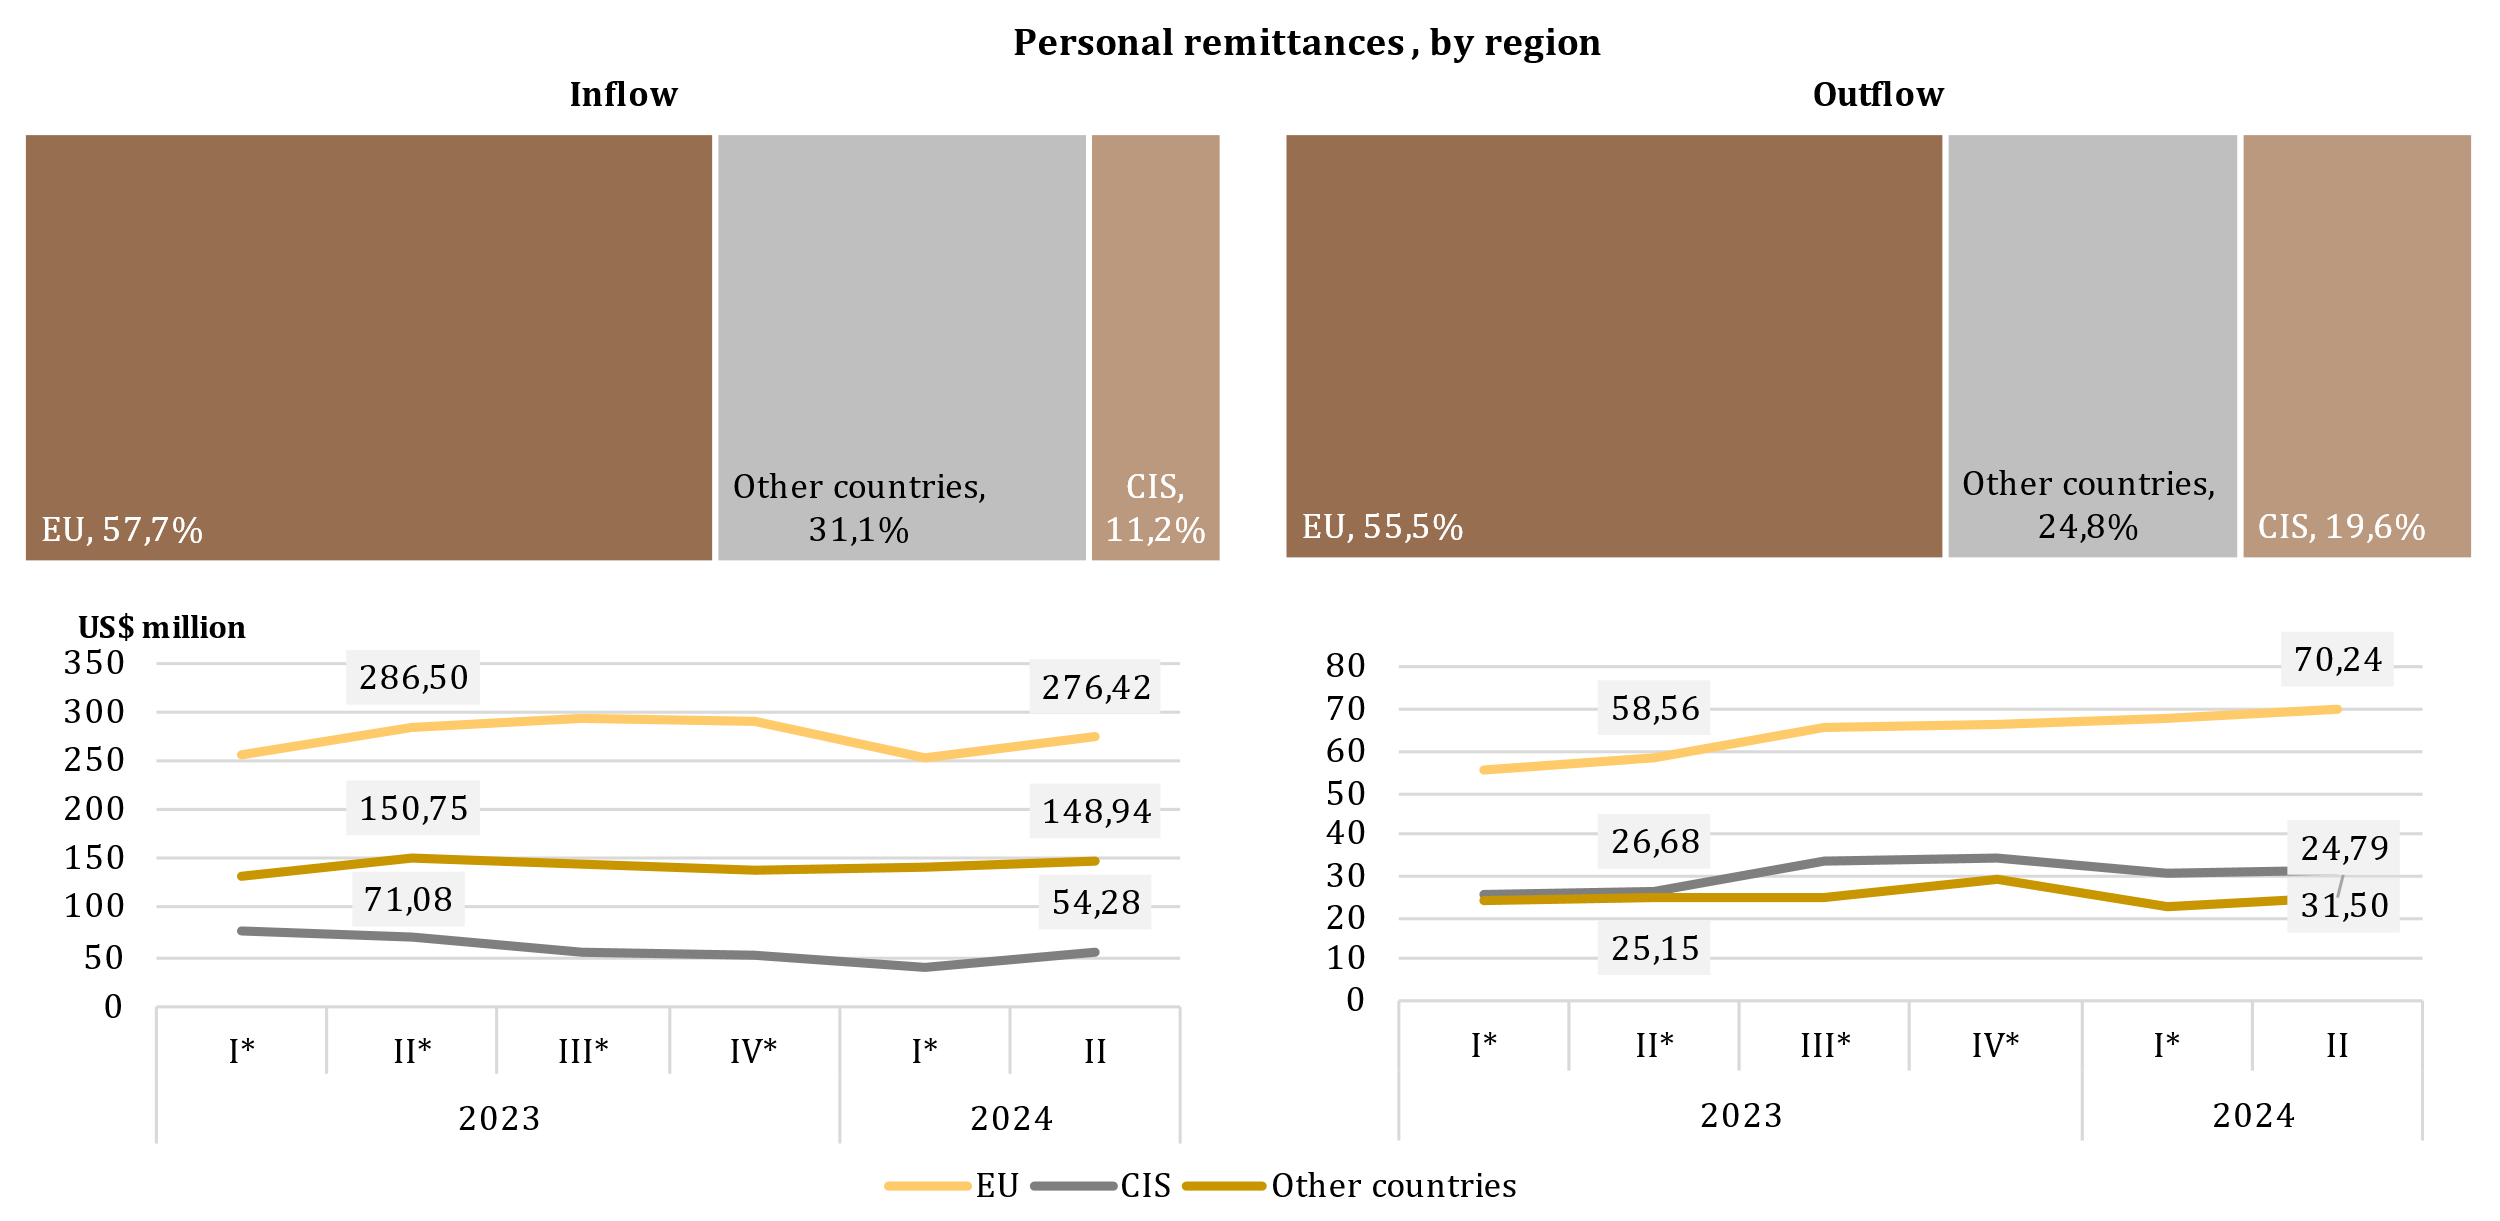 Personal remittances, by region
Inflow
Outflow
EU, 57,7%
Other countries,
31,1%
CIS,
11,2%
EU, 55,5%
Other countries,
24,8%
CIS, 19,6%
US$ million
350
300
250
200
150
100
50
0
286,50
276,42
150,75
148,94
71,08
54,28
I*
II*
III*
IV*
I*
II
2023
2024
80
70
60
50
40
30
20
10
0
70,24
58,56
26,68
24,79
31,50
25,15
I*
II*
III*
IV*
I*
II
2023
2024
EU
CIS
Other countries